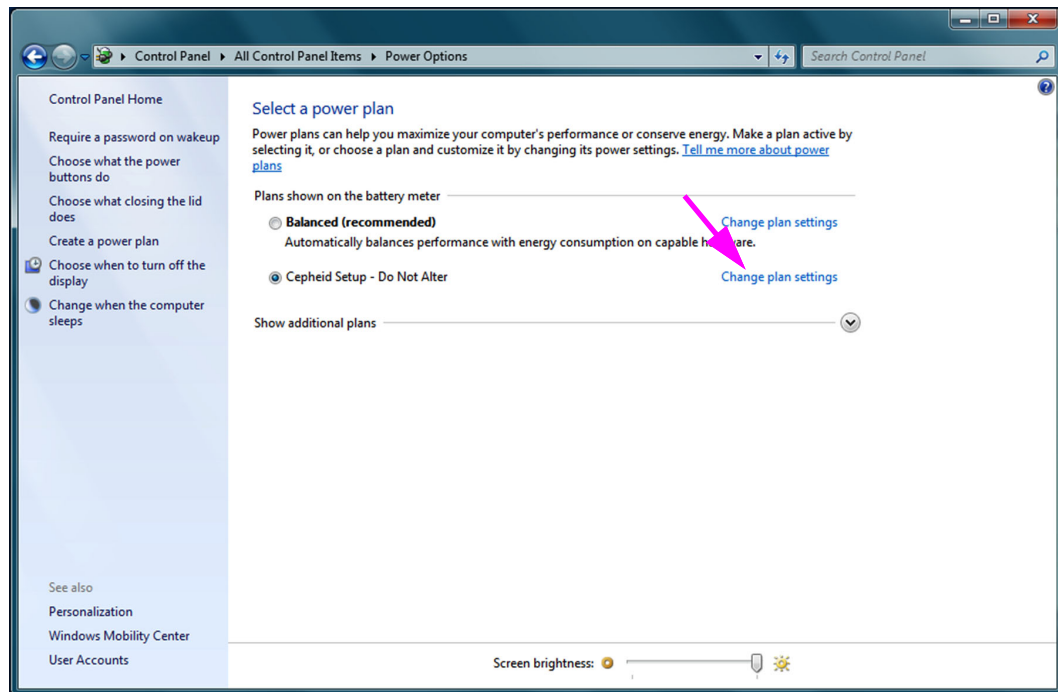 Control Panel ▸ All Control Panel Items ▸ Power Options
Search Control Panel
Control Panel Home
Require a password on wakeup
Choose what the power
buttons do
Choose what closing the lid
does
Create a power plan
Choose when to turn off the
display
Change when the computer
sleeps
See also
Personalization
Windows Mobility Center
User Accounts
Select a power plan
Power plans can help you maximize your computer's performance or conserve energy. Make a plan active by
selecting it, or choose a plan and customize it by changing its power settings. Tell me more about power
plans
Plans shown on the battery meter
Balanced (recommended) Change plan settings
Automatically balances performance with energy consumption on capable hardware.
Cepheid Setup - Do Not Alter Change plan settings
Show additional plans
Screen brightness: